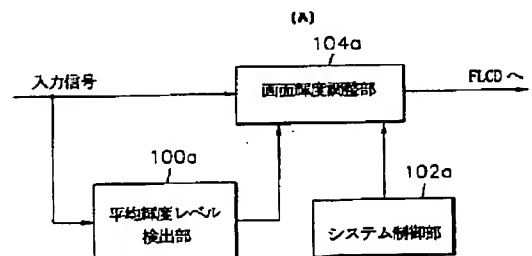 (A)
104a
入力信号
画面輝度調整部
FLCDへ
100a
102a
平均輝度レベル
検出部
システム制御部